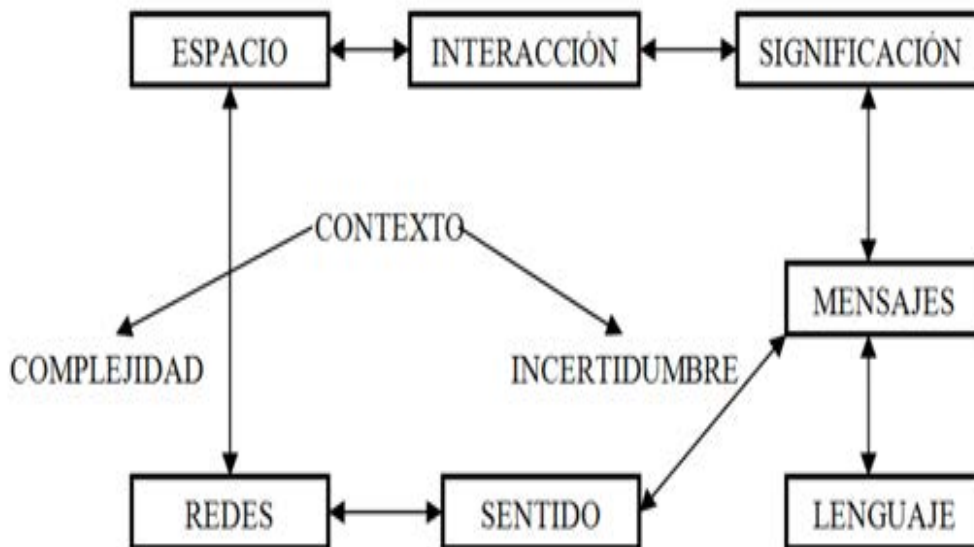 ESPACIO
INTERACCIÓN
SIGNIFICACIÓN
CONTEXTO
MENSAJES
COMPLEJIDAD
INCERTIDUMBRE
REDES
SENTIDO
LENGUAJE